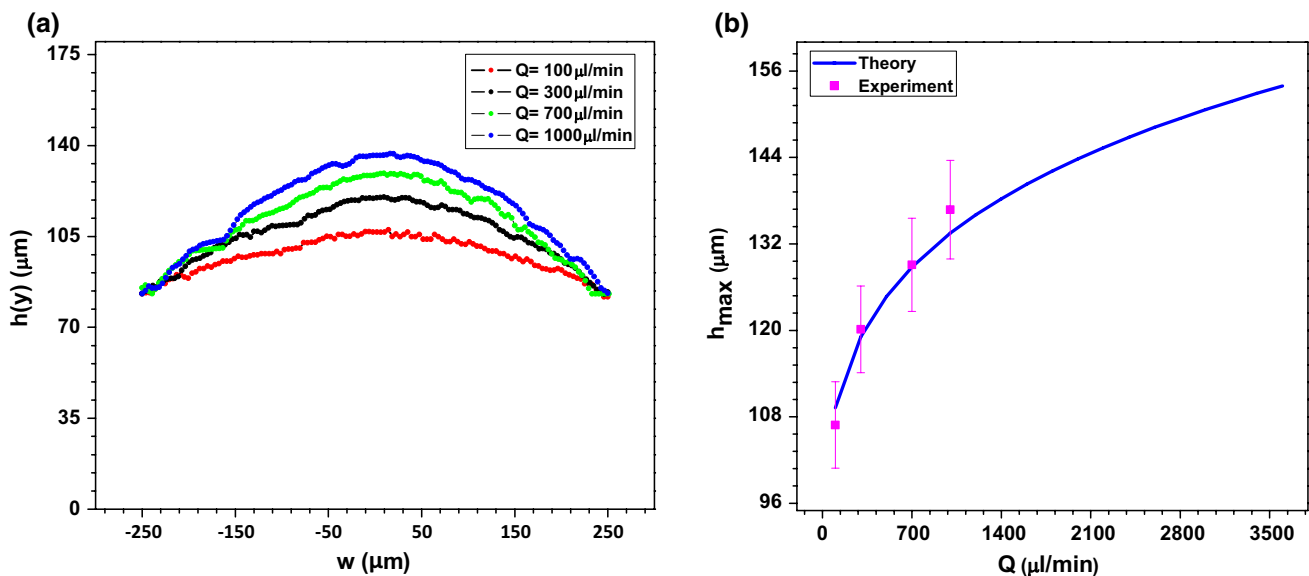 (a)
175
140
105
70
35
0
h(y) (μm)
-250 -150 -50 50 150 250
w (μm)
Q= 100μl/min
Q= 300μl/min
Q= 700μl/min
Q= 1000μl/min
(b)
156
144
132
120
108
96
hmax (μm)
0 700 1400 2100 2800 3500
Q (μl/min)
Theory
Experiment